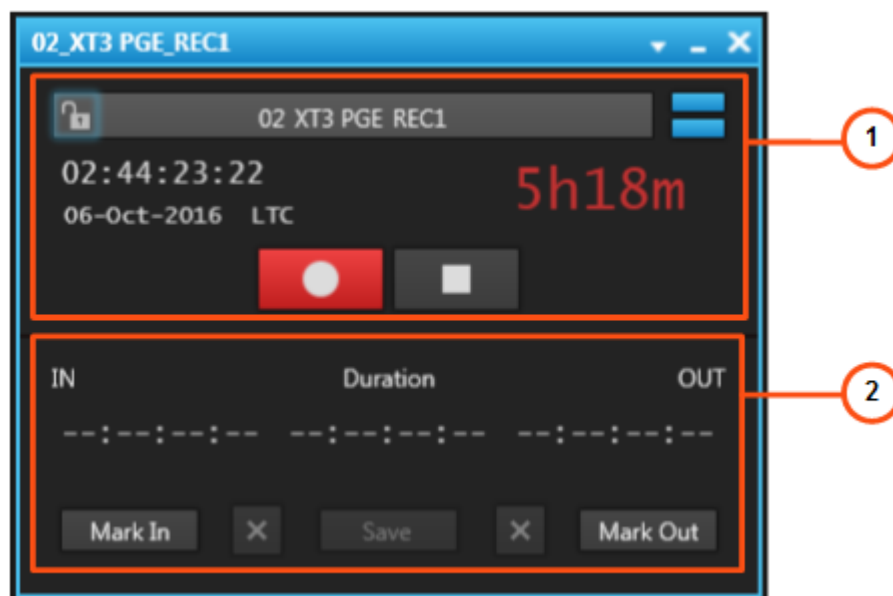 02_XT3 PGE_REC1
02 XT3 PGE REC1
1
02:44:23:22
5h18m
06-Oct-2016 LTC
IN Duration OUT
2
--:--:--:-- --:--:--:-- --:--:--:--
Mark In Save Mark Out